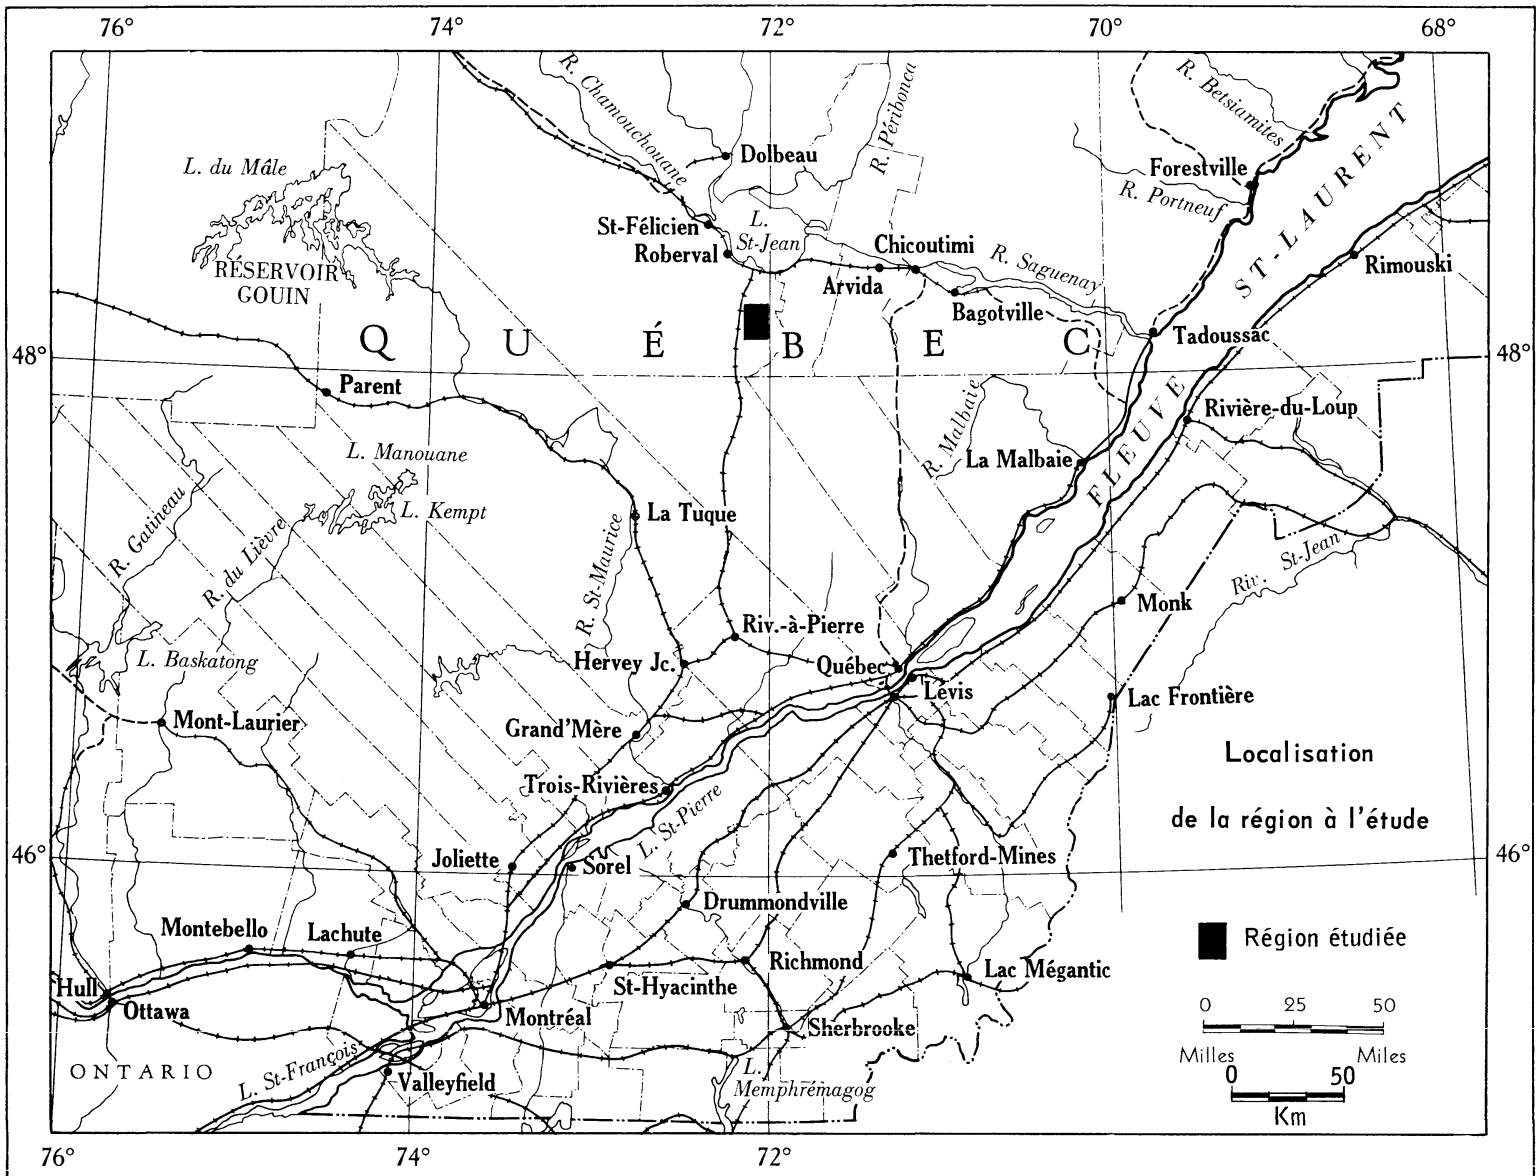 76° 74° 72° 70° 68°
R. Chamouchouane
R. Péribonca
R. Betsiamites
Dolbeau
L. du Mâle
Forestville
R. Portneuf
FLEUVE ST-LAURENT
St-Félicien
L.
St-Jean
Roberval
Chicoutimi
R. Saguenay
Rimouski
RÉSERVOIR
GOUIN
Arvida
Bagotville
QUÉBEC
Tadoussac
48° 48°
Parent
R. Malbaie
Rivière-du-Loup
L. Manouane
La Malbaie
R. Gatineau
L. Kempt
La Tuque
R. du Lièvre
R. St-Maurice
Riv. St-Jean
Monk
Riv.-à-Pierre
L. Baskatong
Hervey Jc.
Québec
Lévis
Lac Frontière
Mont-Laurier
Grand'Mère
Localisation
de la région à l'étude
Trois-Rivières
L. St-Pierre
46° 46°
Joliette
Sorel
Thetford-Mines
Drummondville
Montebello
Lachute
Région étudiée
Richmond
Lac Mégantic
Hull
St-Hyacinthe
Ottawa
Montréal
Sherbrooke
0 25 50
Milles Miles
ONTARIO
L. St-François
Valleyfield
L.
Memphrémagog
0 50
Km
76° 74° 72°